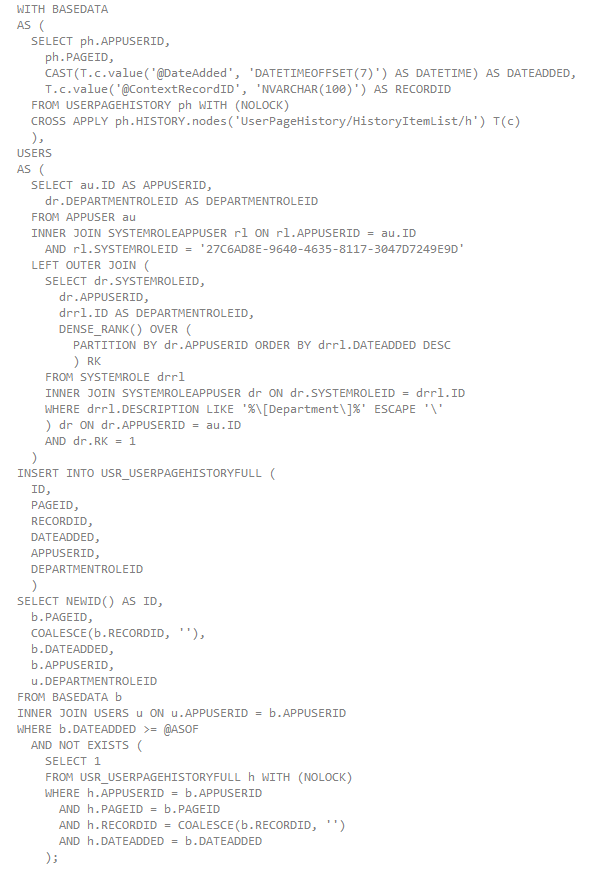 WITH BASEDATA
AS (
  SELECT ph.APPUSERID,
    ph.PAGEID,
    CAST(T.c.value('@DateAdded', 'DATETIMEOFFSET(7)') AS DATETIME) AS DATEADDED,
    T.c.value('@ContextRecordID', 'NVARCHAR(100)') AS RECORDID
  FROM USERPAGEHISTORY ph WITH (NOLOCK)
  CROSS APPLY ph.HISTORY.nodes('UserPageHistory/HistoryItemList/h') T(c)
  ),
USERS
AS (
  SELECT au.ID AS APPUSERID,
    dr.DEPARTMENTROLEID AS DEPARTMENTROLEID
  FROM APPUSER au
  INNER JOIN SYSTEMROLEAPPUSER rl ON rl.APPUSERID = au.ID
    AND rl.SYSTEMROLEID = '27C6AD8E-9640-4635-8117-3047D7249E9D'
  LEFT OUTER JOIN (
    SELECT dr.SYSTEMROLEID,
      dr.APPUSERID,
      drrl.ID AS DEPARTMENTROLEID,
      DENSE_RANK() OVER (
        PARTITION BY dr.APPUSERID ORDER BY drrl.DATEADDED DESC
        ) RK
    FROM SYSTEMROLE drrl
    INNER JOIN SYSTEMROLEAPPUSER dr ON dr.SYSTEMROLEID = drrl.ID
    WHERE drrl.DESCRIPTION LIKE '%\[Department\]%' ESCAPE '\'
    ) dr ON dr.APPUSERID = au.ID
    AND dr.RK = 1
  )
INSERT INTO USR_USERPAGEHISTORYFULL (
  ID,
  PAGEID,
  RECORDID,
  DATEADDED,
  APPUSERID,
  DEPARTMENTROLEID
  )
SELECT NEWID() AS ID,
  b.PAGEID,
  COALESCE(b.RECORDID, ''),
  b.DATEADDED,
  b.APPUSERID,
  u.DEPARTMENTROLEID
FROM BASEDATA b
INNER JOIN USERS u ON u.APPUSERID = b.APPUSERID
WHERE b.DATEADDED >= @ASOF
  AND NOT EXISTS (
    SELECT 1
    FROM USR_USERPAGEHISTORYFULL h WITH (NOLOCK)
    WHERE h.APPUSERID = b.APPUSERID
      AND h.PAGEID = b.PAGEID
      AND h.RECORDID = COALESCE(b.RECORDID, '')
      AND h.DATEADDED = b.DATEADDED
    );